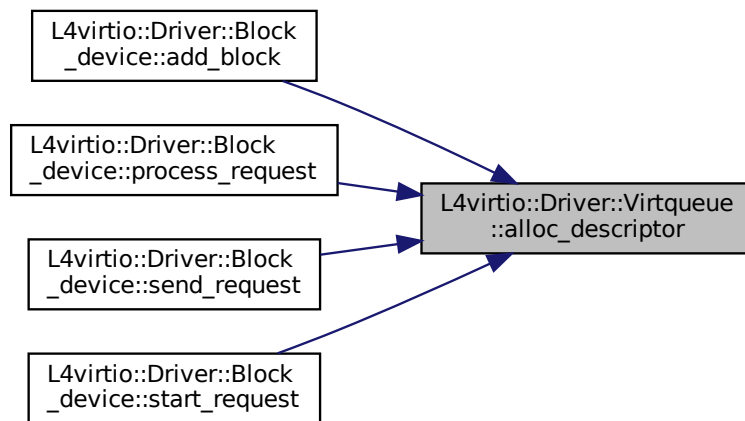 L4virtio::Driver::Block
_device::add_block
L4virtio::Driver::Block
_device::process_request
L4virtio::Driver::Virtqueue
::alloc_descriptor
L4virtio::Driver::Block
_device::send_request
L4virtio::Driver::Block
_device::start_request